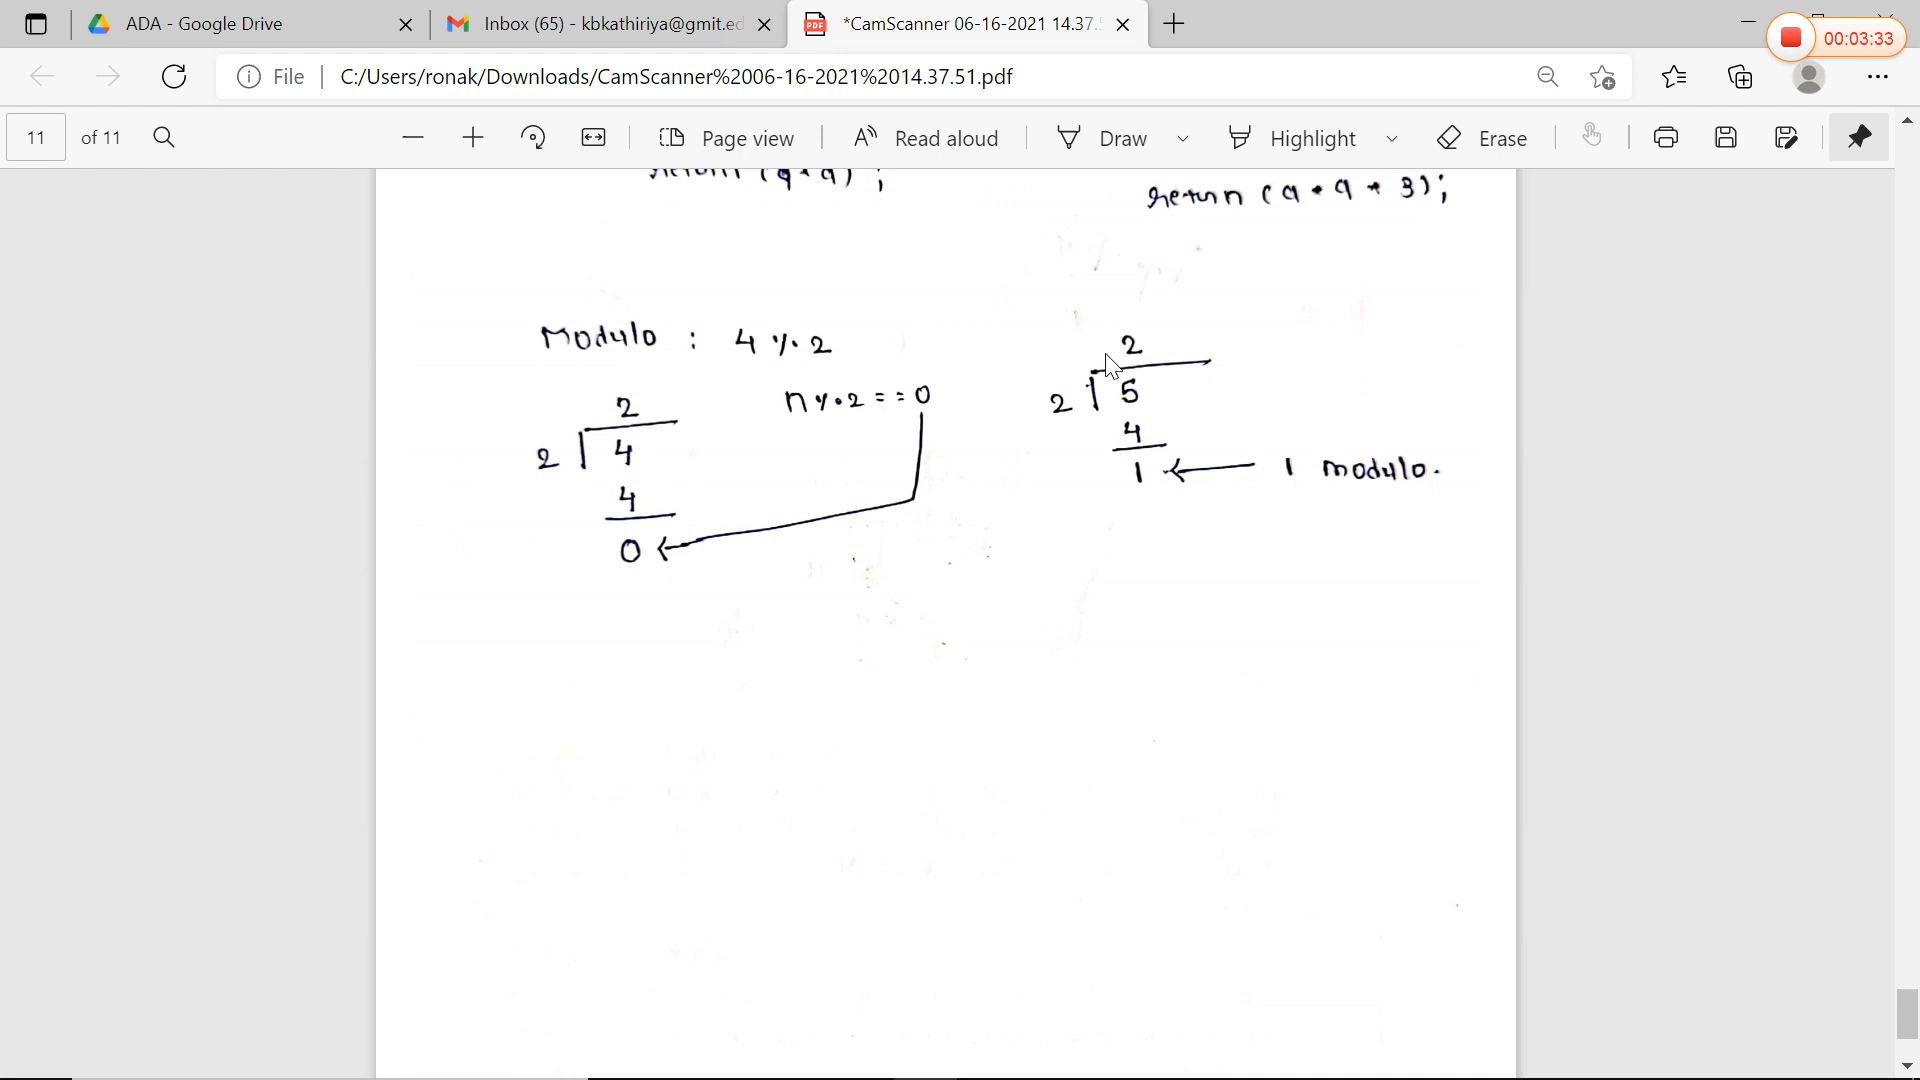 ADA - Google Drive
Inbox (65) - kbkathiriya@gmit.ed
*CamScanner 06-16-2021 14.37.5
00:03:33
File
C:/Users/ronak/Downloads/CamScanner%2006-16-2021%2014.37.51.pdf
11 of 11
Page view
Read aloud
Draw
Highlight
Erase
return (a * a);
return (a * a * 3);
Modulo : 4 % 2
2
2 5
4
1 ← 1 modulo.
n % 2 == 0
2
2 4
4
0